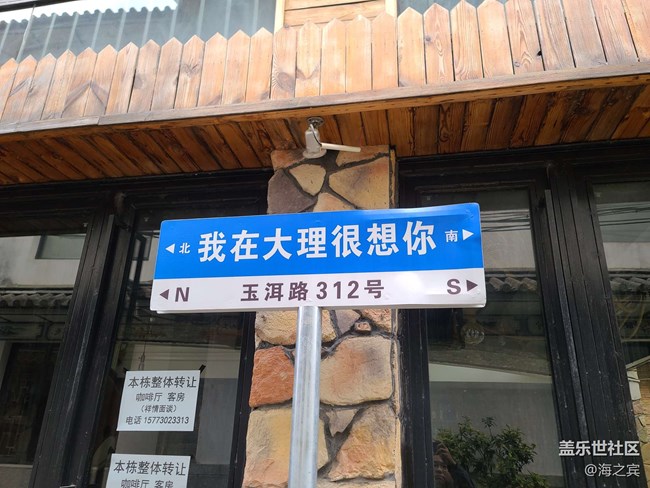 ◀北 我在大理很想你 南▶
◀N 玉洱路312号 S▶
本栋整体转让
咖啡厅 客房
(祥情面谈)
电话 15773023313
本栋整体转让
咖啡厅 客房
盖乐世社区
@海之宾